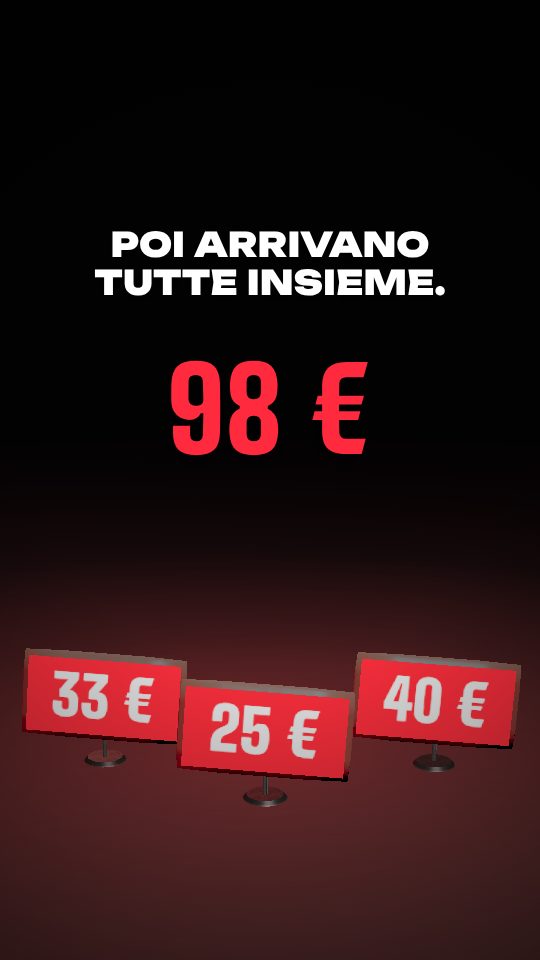 POI ARRIVANO
TUTTE INSIEME.
98 €
33 €
25 €
40 €